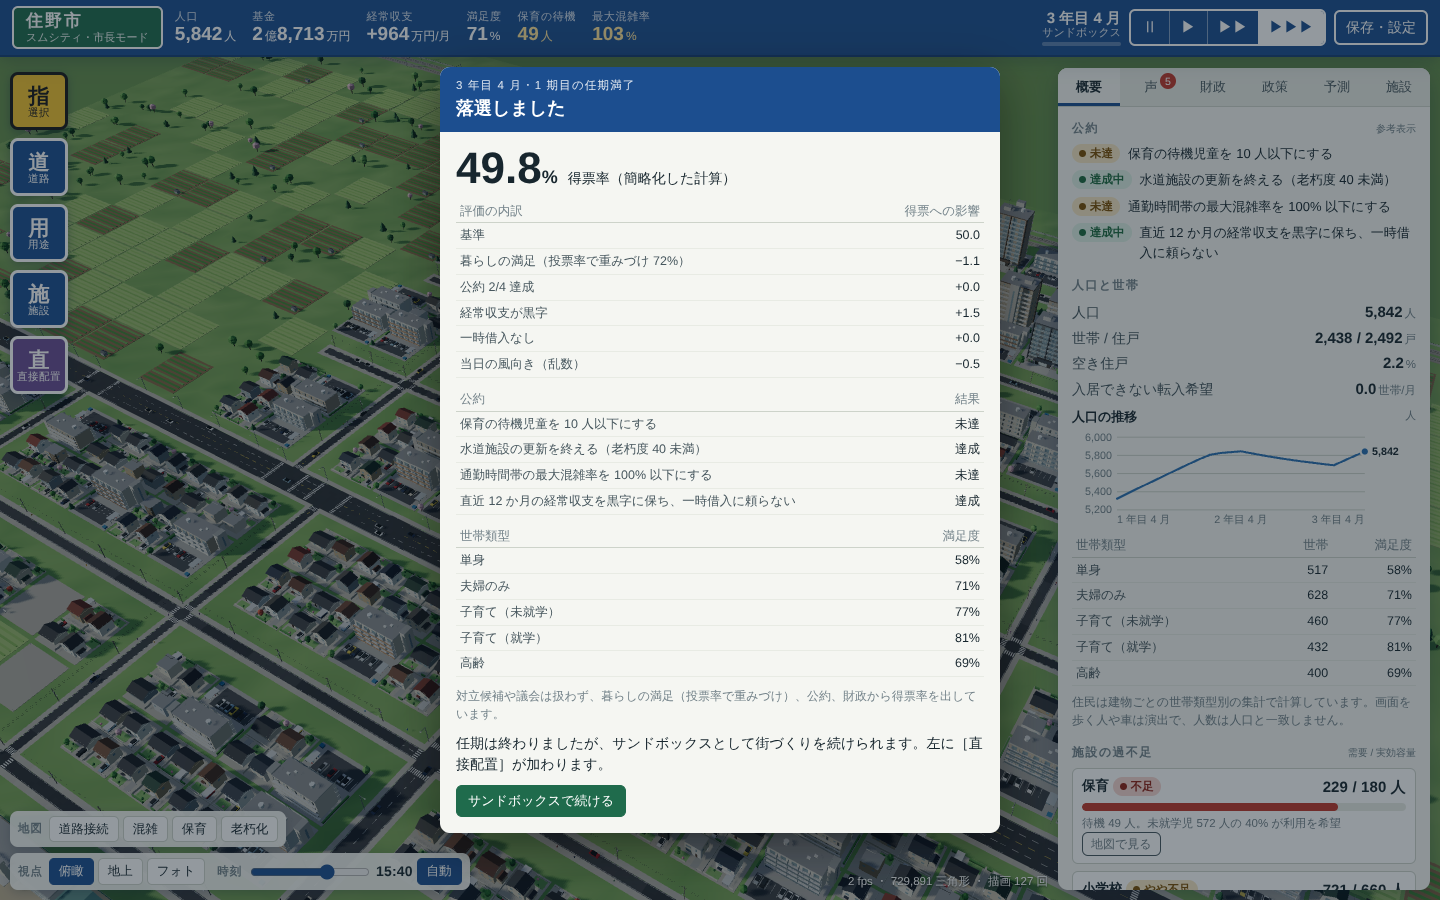 住野市
スムシティ・市長モード
人口
5,842人
基金
2億8,713万円
経常収支
+964万円/月
満足度
71%
保育の待機
49人
最大混雑率
103%
3 年目 4 月
サンドボックス
保存・設定
指
選択
道
道路
用
用途
施
施設
直
直接配置
3 年目 4 月・1 期目の任期満了
落選しました
49.8% 得票率（簡略化した計算）
評価の内訳 得票への影響
基準 50.0
暮らしの満足（投票率で重みづけ 72%） −1.1
公約 2/4 達成 +0.0
経常収支が黒字 +1.5
一時借入なし +0.0
当日の風向き（乱数） −0.5
公約 結果
保育の待機児童を 10 人以下にする 未達
水道施設の更新を終える（老朽度 40 未満） 達成
通勤時間帯の最大混雑率を 100% 以下にする 未達
直近 12 か月の経常収支を黒字に保ち、一時借入に頼らない 達成
世帯類型 満足度
単身 58%
夫婦のみ 71%
子育て（未就学） 77%
子育て（就学） 81%
高齢 69%
対立候補や議会は扱わず、暮らしの満足（投票率で重みづけ）、公約、財政から得票率を出して
います。
任期は終わりましたが、サンドボックスとして街づくりを続けられます。左に［直
接配置］が加わります。
サンドボックスで続ける
概要 声 5 財政 政策 予測 施設
公約 参考表示
未達 保育の待機児童を 10 人以下にする
達成中 水道施設の更新を終える（老朽度 40 未満）
未達 通勤時間帯の最大混雑率を 100% 以下にする
達成中 直近 12 か月の経常収支を黒字に保ち、一時借
入に頼らない
人口と世帯
人口 5,842人
世帯 / 住戸 2,438 / 2,492戸
空き住戸 2.2%
入居できない転入希望 0.0世帯/月
人口の推移 人
6,000
5,800
5,600
5,400
5,200
5,842
1 年目 4 月 2 年目 4 月 3 年目 4 月
世帯類型 世帯 満足度
単身 517 58%
夫婦のみ 628 71%
子育て（未就学） 460 77%
子育て（就学） 432 81%
高齢 400 69%
住民は建物ごとの世帯類型別の集計で計算しています。画面を
歩く人や車は演出で、人数は人口と一致しません。
施設の過不足 需要 / 実効容量
保育 不足 229 / 180 人
待機 49 人。未就学児 572 人の 40% が利用を希望
地図で見る
小学校 やや不足 721 / 660 人
地図 道路接続 混雑 保育 老朽化
視点 俯瞰 地上 フォト 時刻 15:40 自動
2 fps ・ 729,891 三角形 ・ 描画 127 回